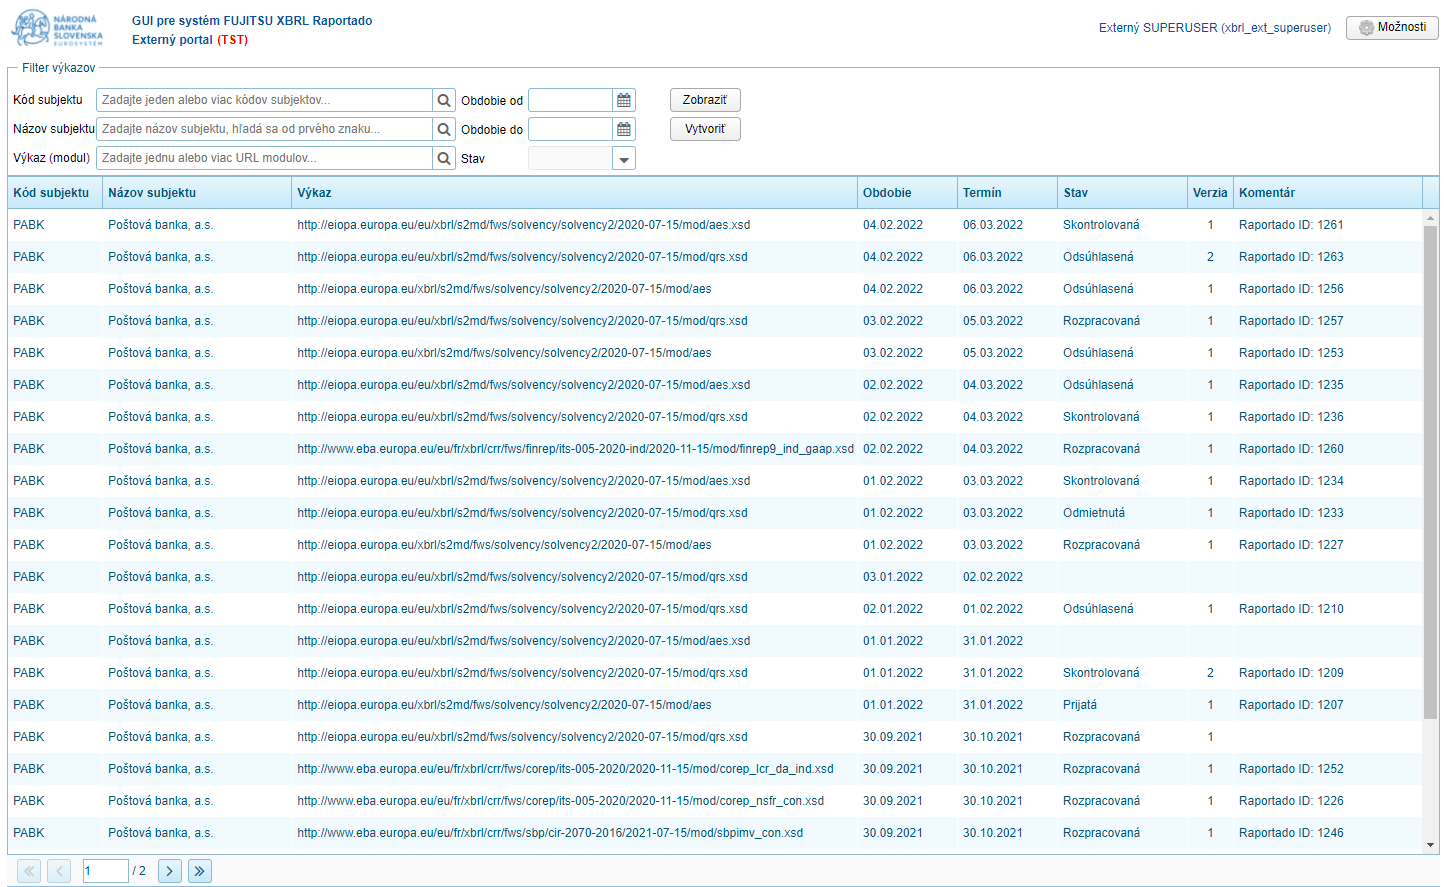 NÁRODNÁ
BANKA
SLOVENSKA
EUROSYSTÉM
GUI pre systém FUJITSU XBRL Raportado
Externý portal (TST)
Externý SUPERUSER (xbrl_ext_superuser)
Možnosti
Filter výkazov
Kód subjektu Zadajte jeden alebo viac kódov subjektov... Obdobie od Zobraziť
Názov subjektu Zadajte názov subjektu, hľadá sa od prvého znaku... Obdobie do Vytvoriť
Výkaz (modul) Zadajte jednu alebo viac URL modulov... Stav
Kód subjektu Názov subjektu Výkaz Obdobie Termín Stav Verzia Komentár
PABK Poštová banka, a.s. http://eiopa.europa.eu/eu/xbrl/s2md/fws/solvency/solvency2/2020-07-15/mod/aes.xsd 04.02.2022 06.03.2022 Skontrolovaná 1 Raportado ID: 1261
PABK Poštová banka, a.s. http://eiopa.europa.eu/eu/xbrl/s2md/fws/solvency/solvency2/2020-07-15/mod/qrs.xsd 04.02.2022 06.03.2022 Odsúhlasená 2 Raportado ID: 1263
PABK Poštová banka, a.s. http://eiopa.europa.eu/xbrl/s2md/fws/solvency/solvency2/2020-07-15/mod/aes 04.02.2022 06.03.2022 Odsúhlasená 1 Raportado ID: 1256
PABK Poštová banka, a.s. http://eiopa.europa.eu/eu/xbrl/s2md/fws/solvency/solvency2/2020-07-15/mod/qrs.xsd 03.02.2022 05.03.2022 Rozpracovaná 1 Raportado ID: 1257
PABK Poštová banka, a.s. http://eiopa.europa.eu/xbrl/s2md/fws/solvency/solvency2/2020-07-15/mod/aes 03.02.2022 05.03.2022 Odsúhlasená 1 Raportado ID: 1253
PABK Poštová banka, a.s. http://eiopa.europa.eu/eu/xbrl/s2md/fws/solvency/solvency2/2020-07-15/mod/aes.xsd 02.02.2022 04.03.2022 Odsúhlasená 1 Raportado ID: 1235
PABK Poštová banka, a.s. http://eiopa.europa.eu/eu/xbrl/s2md/fws/solvency/solvency2/2020-07-15/mod/qrs.xsd 02.02.2022 04.03.2022 Skontrolovaná 1 Raportado ID: 1236
PABK Poštová banka, a.s. http://www.eba.europa.eu/eu/fr/xbrl/crr/fws/finrep/its-005-2020-ind/2020-11-15/mod/finrep9_ind_gaap.xsd 02.02.2022 04.03.2022 Rozpracovaná 1 Raportado ID: 1260
PABK Poštová banka, a.s. http://eiopa.europa.eu/eu/xbrl/s2md/fws/solvency/solvency2/2020-07-15/mod/aes.xsd 01.02.2022 03.03.2022 Skontrolovaná 1 Raportado ID: 1234
PABK Poštová banka, a.s. http://eiopa.europa.eu/eu/xbrl/s2md/fws/solvency/solvency2/2020-07-15/mod/qrs.xsd 01.02.2022 03.03.2022 Odmietnutá 1 Raportado ID: 1233
PABK Poštová banka, a.s. http://eiopa.europa.eu/xbrl/s2md/fws/solvency/solvency2/2020-07-15/mod/aes 01.02.2022 03.03.2022 Rozpracovaná 1 Raportado ID: 1227
PABK Poštová banka, a.s. http://eiopa.europa.eu/eu/xbrl/s2md/fws/solvency/solvency2/2020-07-15/mod/qrs.xsd 03.01.2022 02.02.2022
PABK Poštová banka, a.s. http://eiopa.europa.eu/eu/xbrl/s2md/fws/solvency/solvency2/2020-07-15/mod/qrs.xsd 02.01.2022 01.02.2022 Odsúhlasená 1 Raportado ID: 1210
PABK Poštová banka, a.s. http://eiopa.europa.eu/eu/xbrl/s2md/fws/solvency/solvency2/2020-07-15/mod/aes.xsd 01.01.2022 31.01.2022
PABK Poštová banka, a.s. http://eiopa.europa.eu/eu/xbrl/s2md/fws/solvency/solvency2/2020-07-15/mod/qrs.xsd 01.01.2022 31.01.2022 Skontrolovaná 2 Raportado ID: 1209
PABK Poštová banka, a.s. http://eiopa.europa.eu/xbrl/s2md/fws/solvency/solvency2/2020-07-15/mod/aes 01.01.2022 31.01.2022 Prijatá 1 Raportado ID: 1207
PABK Poštová banka, a.s. http://eiopa.europa.eu/eu/xbrl/s2md/fws/solvency/solvency2/2020-07-15/mod/qrs.xsd 30.09.2021 30.10.2021 Rozpracovaná 1
PABK Poštová banka, a.s. http://www.eba.europa.eu/eu/fr/xbrl/crr/fws/corep/its-005-2020/2020-11-15/mod/corep_lcr_da_ind.xsd 30.09.2021 30.10.2021 Rozpracovaná 1 Raportado ID: 1252
PABK Poštová banka, a.s. http://www.eba.europa.eu/eu/fr/xbrl/crr/fws/corep/its-005-2020/2020-11-15/mod/corep_nsfr_con.xsd 30.09.2021 30.10.2021 Rozpracovaná 1 Raportado ID: 1226
PABK Poštová banka, a.s. http://www.eba.europa.eu/eu/fr/xbrl/crr/fws/sbp/cir-2070-2016/2021-07-15/mod/sbpimv_con.xsd 30.09.2021 30.10.2021 Rozpracovaná 1 Raportado ID: 1246
1 / 2